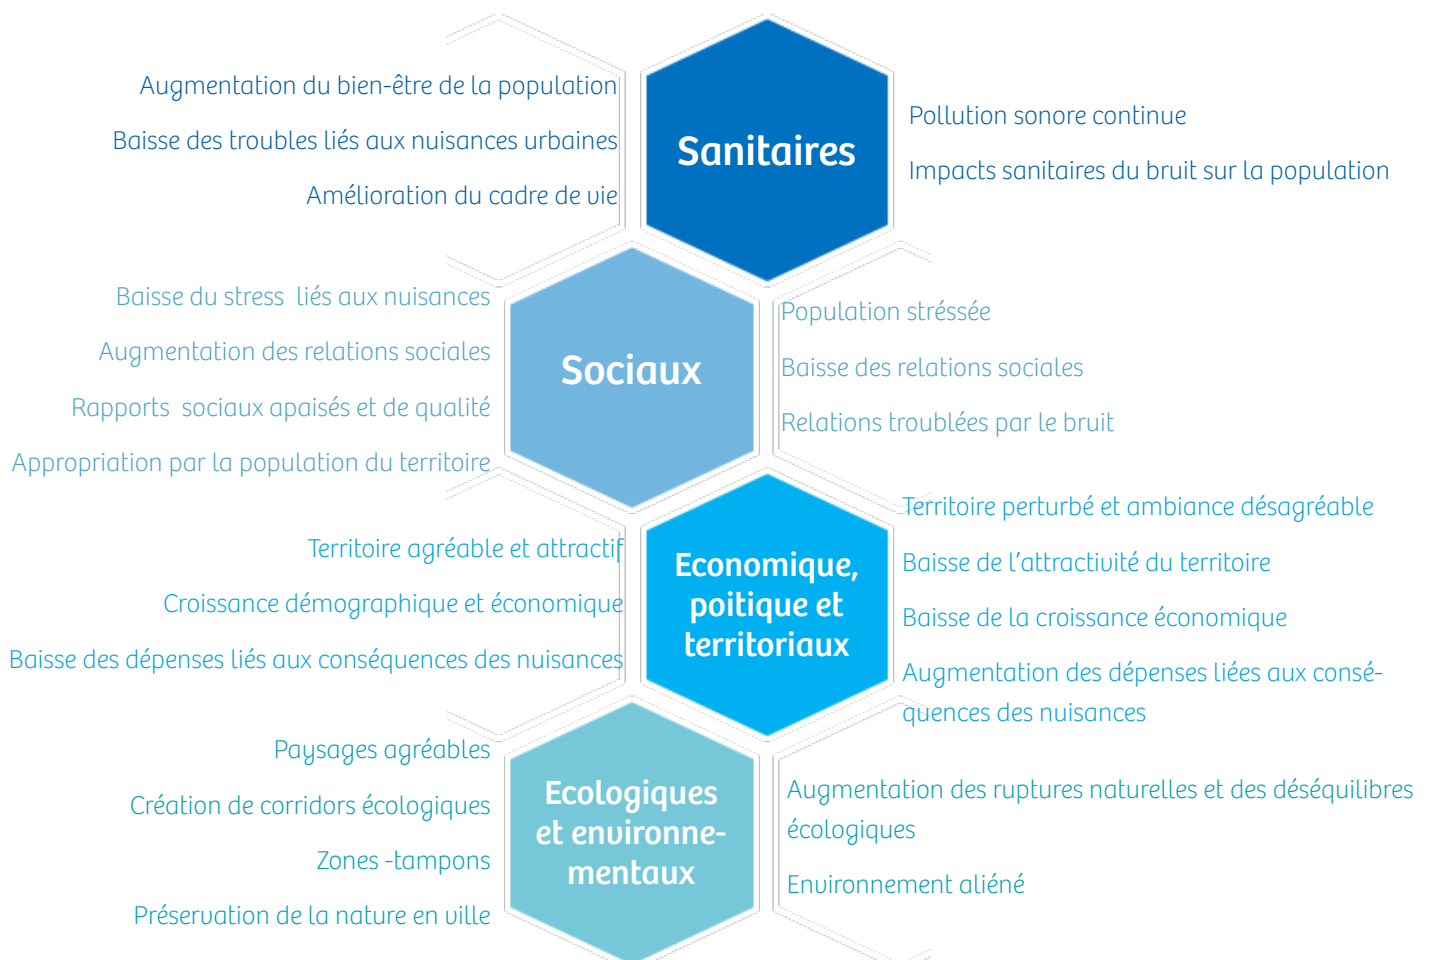 Augmentation du bien-être de la population
Baisse des troubles liés aux nuisances urbaines
Amélioration du cadre de vie
Sanitaires
Pollution sonore continue
Impacts sanitaires du bruit sur la population
Baisse du stress  liés aux nuisances
Augmentation des relations sociales
Rapports  sociaux apaisés et de qualité
Appropriation par la population du territoire
Sociaux
Population stréssée
Baisse des relations sociales
Relations troublées par le bruit
Territoire agréable et attractif
Croissance démographique et économique
Baisse des dépenses liés aux conséquences des nuisances
Economique,
poitique et
territoriaux
Territoire perturbé et ambiance désagréable
Baisse de l'attractivité du territoire
Baisse de la croissance économique
Augmentation des dépenses liées aux consé-
quences des nuisances
Paysages agréables
Création de corridors écologiques
Zones -tampons
Préservation de la nature en ville
Ecologiques
et environne-
mentaux
Augmentation des ruptures naturelles et des déséquilibres
écologiques
Environnement aliéné